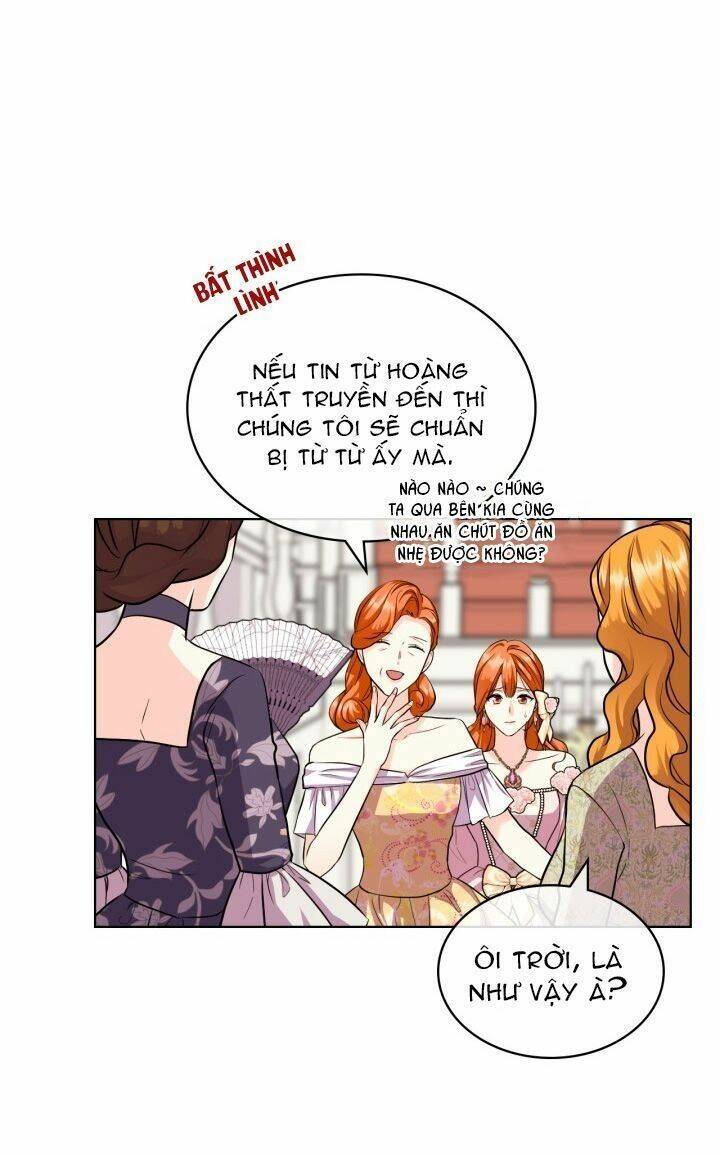 BẤT THÌNH
LÌNH
NẾU TIN TỪ HOÀNG
THẤT TRUYỀN ĐẾN THÌ
CHÚNG TÔI SẼ CHUẨN
BỊ TỪ TỪ ẤY MÀ.
NÀO NÀO ~ CHÚNG
TA QUA BÊN KIA CÙNG
NHAU ĂN CHÚT ĐỒ ĂN
NHẸ ĐƯỢC KHÔNG?
ÔI TRỜI, LÀ
NHƯ VẬY À?